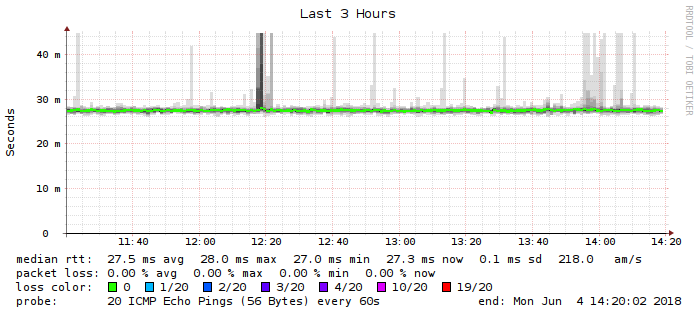 Last 3 Hours
RRDTOOL / TOBI OETIKER
Seconds
40 m
30 m
20 m
10 m
0
11:40 12:00 12:20 12:40 13:00 13:20 13:40 14:00 14:20
median rtt: 27.5 ms avg 28.0 ms max 27.0 ms min 27.3 ms now 0.1 ms sd 218.0 am/s
packet loss: 0.00 % avg 0.00 % max 0.00 % min 0.00 % now
loss color: 0 1/20 2/20 3/20 4/20 10/20 19/20
probe: 20 ICMP Echo Pings (56 Bytes) every 60s end: Mon Jun 4 14:20:02 2018